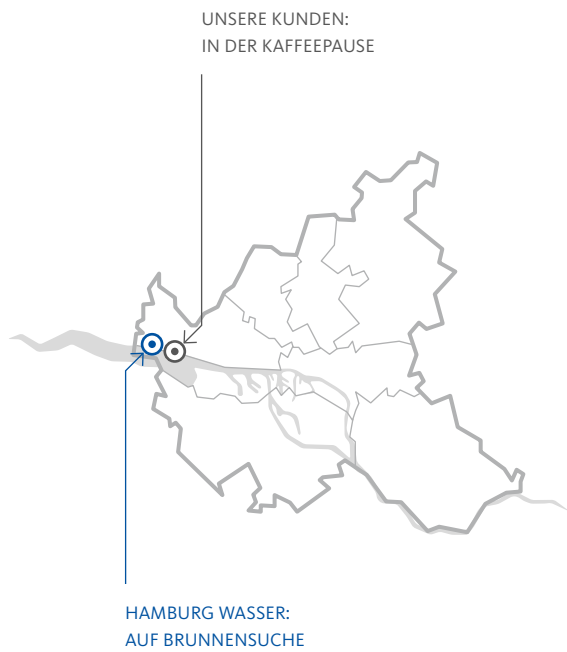 UNSERE KUNDEN:
IN DER KAFFEEPAUSE
HAMBURG WASSER:
AUF BRUNNENSUCHE